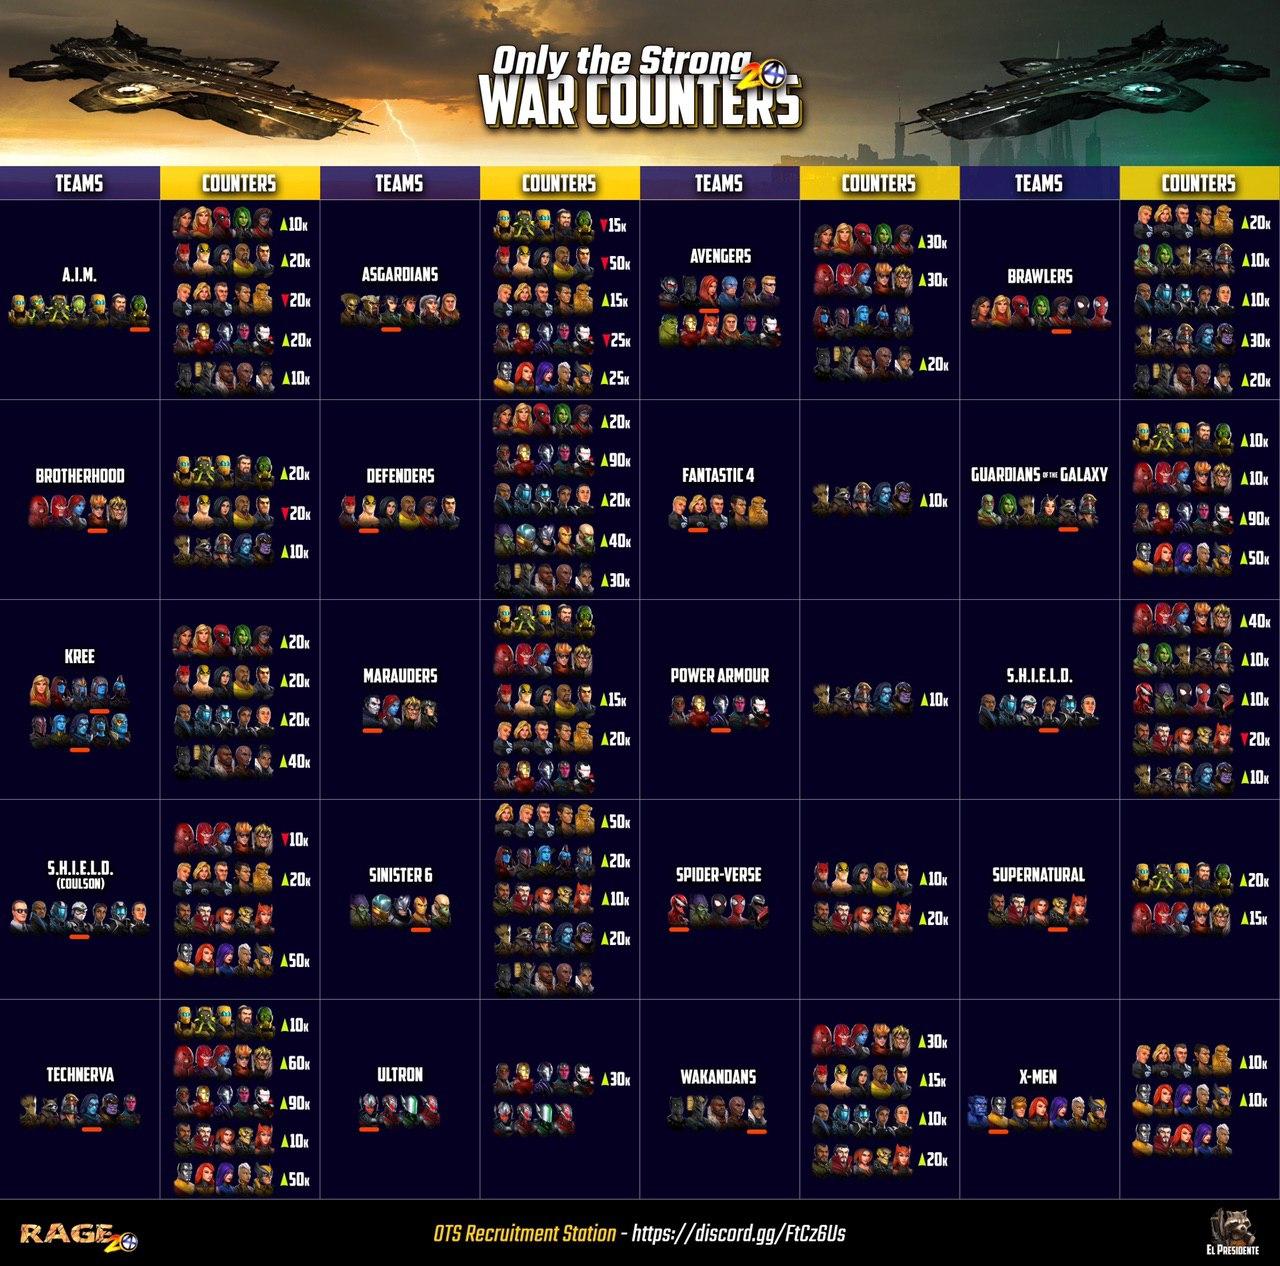 Only the Strong
WAR COUNTERS
24
TEAMS COUNTERS TEAMS COUNTERS TEAMS COUNTERS TEAMS COUNTERS
A.I.M.
▲10K
▲20K
▼20K
▲20K
▲10K
ASGARDIANS
▼15K
▼50K
▲15K
▼25K
▲25K
AVENGERS
▲30K
▲30K
▲20K
BRAWLERS
▲20K
▲10K
▲10K
▲30K
▲20K
BROTHERHOOD
▲20K
▼20K
▲10K
DEFENDERS
▲20K
▲90K
▲20K
▲40K
▲30K
FANTASTIC 4
▲10K
GUARDIANS OF THE GALAXY
▲10K
▲10K
▲90K
▲50K
KREE
▲20K
▲20K
▲20K
▲40K
MARAUDERS
▲15K
▲20K
POWER ARMOUR
▲10K
S.H.I.E.L.D.
▲40K
▲10K
▲10K
▼20K
▲10K
S.H.I.E.L.D.
(COULSON)
▼10K
▲20K
▲50K
SINISTER 6
▲50K
▲20K
▲10K
▲20K
SPIDER-VERSE
▲10K
▲20K
SUPERNATURAL
▲20K
▲15K
TECHNERVA
▲10K
▲60K
▲90K
▲10K
▲50K
ULTRON
▲30K
WAKANDANS
▲30K
▲15K
▲10K
▲20K
X-MEN
▲10K
▲10K
RAGE 24
OTS Recruitment Station - https://discord.gg/FtCz6Us
EL PRESIDENTE